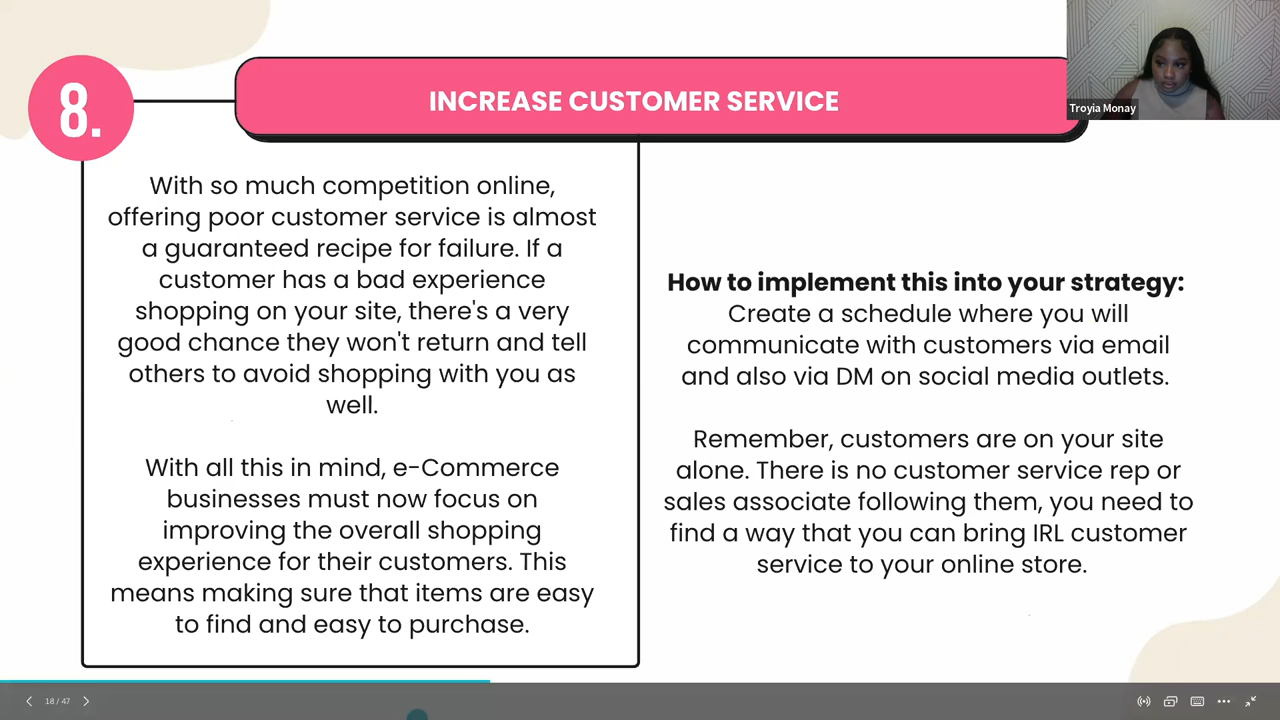 8.
INCREASE CUSTOMER SERVICE
Troyia Monay
With so much competition online,
offering poor customer service is almost
a guaranteed recipe for failure. If a
customer has a bad experience
shopping on your site, there's a very
good chance they won't return and tell
others to avoid shopping with you as
well.
With all this in mind, e-Commerce
businesses must now focus on
improving the overall shopping
experience for their customers. This
means making sure that items are easy
to find and easy to purchase.
How to implement this into your strategy:
Create a schedule where you will
communicate with customers via email
and also via DM on social media outlets.
Remember, customers are on your site
alone. There is no customer service rep or
sales associate following them, you need to
find a way that you can bring IRL customer
service to your online store.
18 / 47